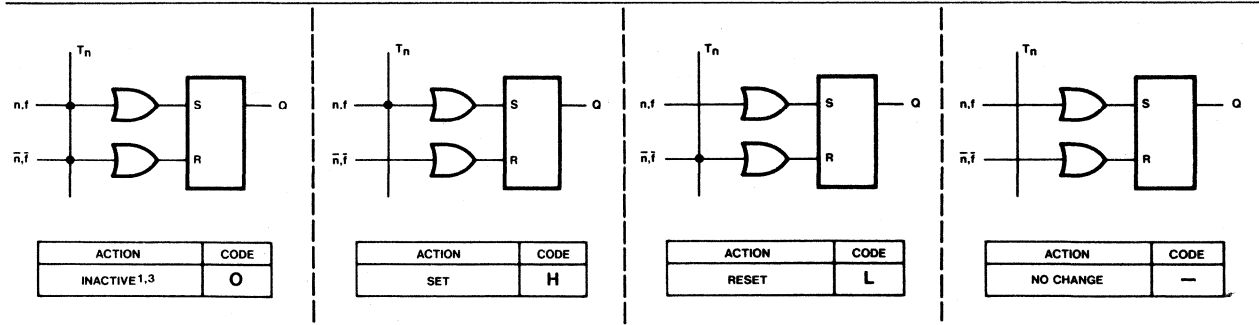 Tn
n,f S Q
n̄,f̄ R
ACTION CODE
INACTIVE1,3 O
Tn
n,f S Q
n̄,f̄ R
ACTION CODE
SET H
Tn
n,f S Q
n̄,f̄ R
ACTION CODE
RESET L
Tn
n,f S Q
n̄,f̄ R
ACTION CODE
NO CHANGE —